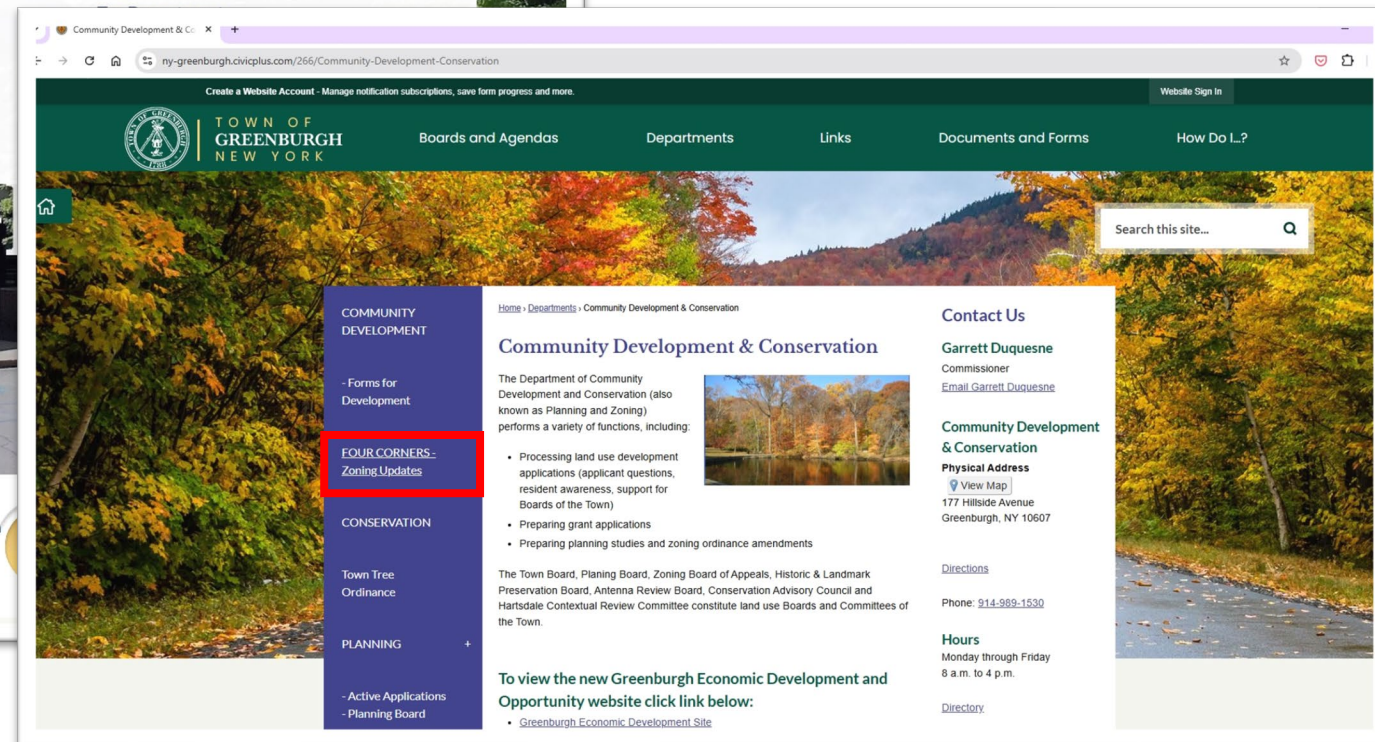 Community Development & Co
ny-greenburgh.civicplus.com/266/Community-Development-Conservation
Create a Website Account - Manage notification subscriptions, save form progress and more.
Website Sign In
TOWN OF
GREENBURGH
NEW YORK
Boards and Agendas
Departments
Links
Documents and Forms
How Do I...?
Search this site...
COMMUNITY
DEVELOPMENT
- Forms for
Development
FOUR CORNERS -
Zoning Updates
CONSERVATION
Town Tree
Ordinance
PLANNING +
- Active Applications
- Planning Board
Home › Departments › Community Development & Conservation
Community Development & Conservation
The Department of Community
Development and Conservation (also
known as Planning and Zoning)
performs a variety of functions, including:
• Processing land use development
applications (applicant questions,
resident awareness, support for
Boards of the Town)
• Preparing grant applications
• Preparing planning studies and zoning ordinance amendments
The Town Board, Planing Board, Zoning Board of Appeals, Historic & Landmark
Preservation Board, Antenna Review Board, Conservation Advisory Council and
Hartsdale Contextual Review Committee constitute land use Boards and Committees of
the Town.
To view the new Greenburgh Economic Development and
Opportunity website click link below:
• Greenburgh Economic Development Site
Contact Us
Garrett Duquesne
Commissioner
Email Garrett Duquesne
Community Development
& Conservation
Physical Address
View Map
177 Hillside Avenue
Greenburgh, NY 10607
Directions
Phone: 914-989-1530
Hours
Monday through Friday
8 a.m. to 4 p.m.
Directory